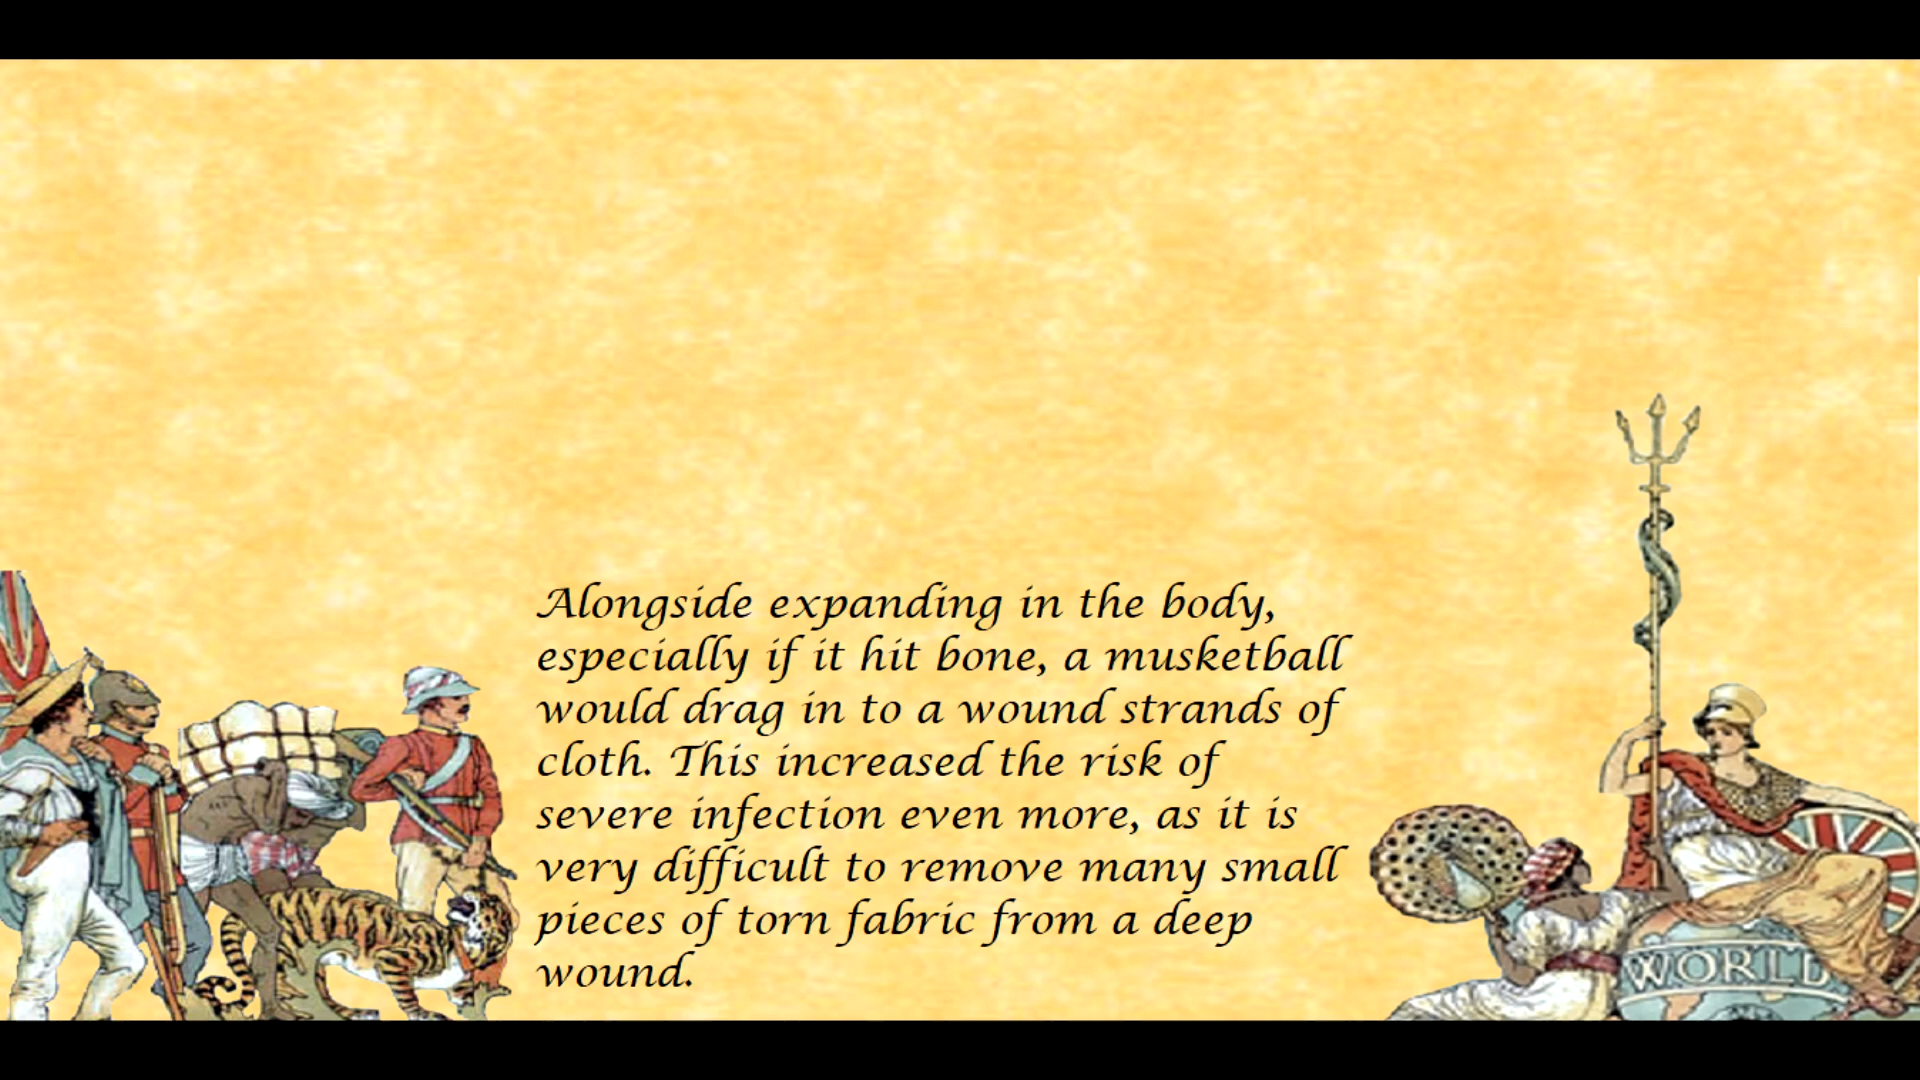 Alongside expanding in the body,
especially if it hit bone, a musketball
would drag in to a wound strands of
cloth. This increased the risk of
severe infection even more, as it is
very difficult to remove many small
pieces of torn fabric from a deep
wound.
WORLD